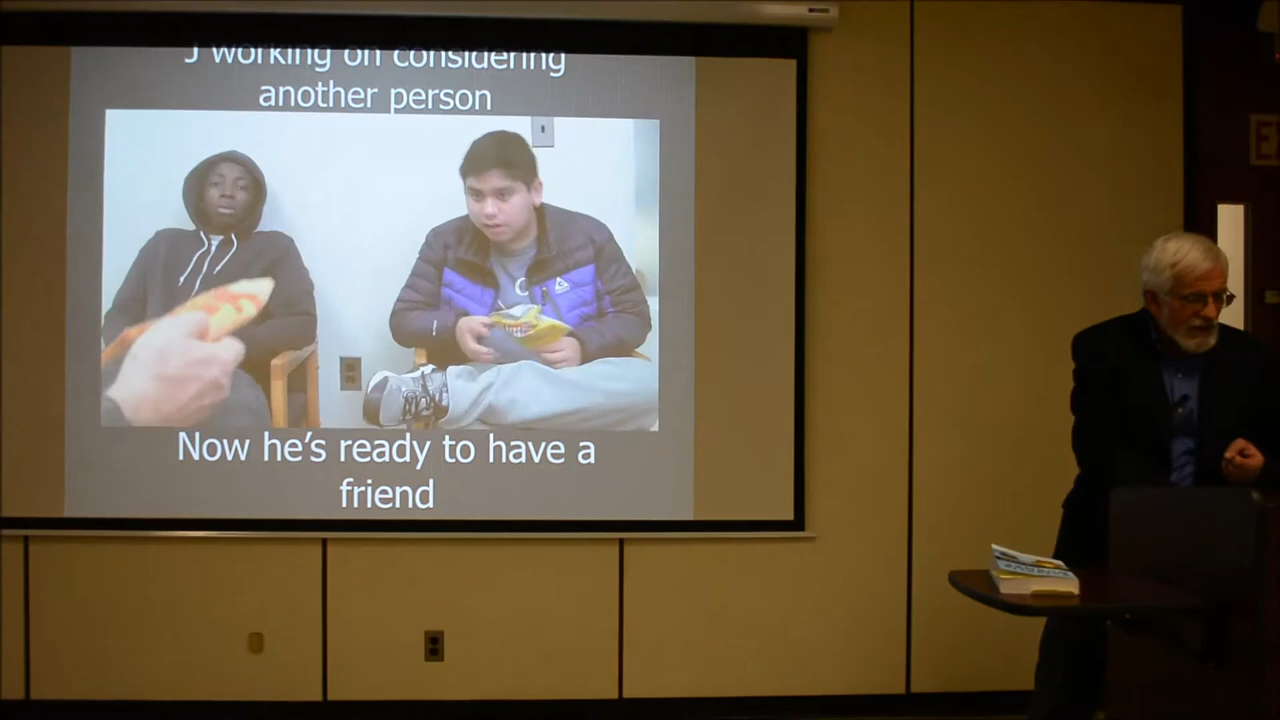 J working on considering
another person
Now he's ready to have a
friend
E